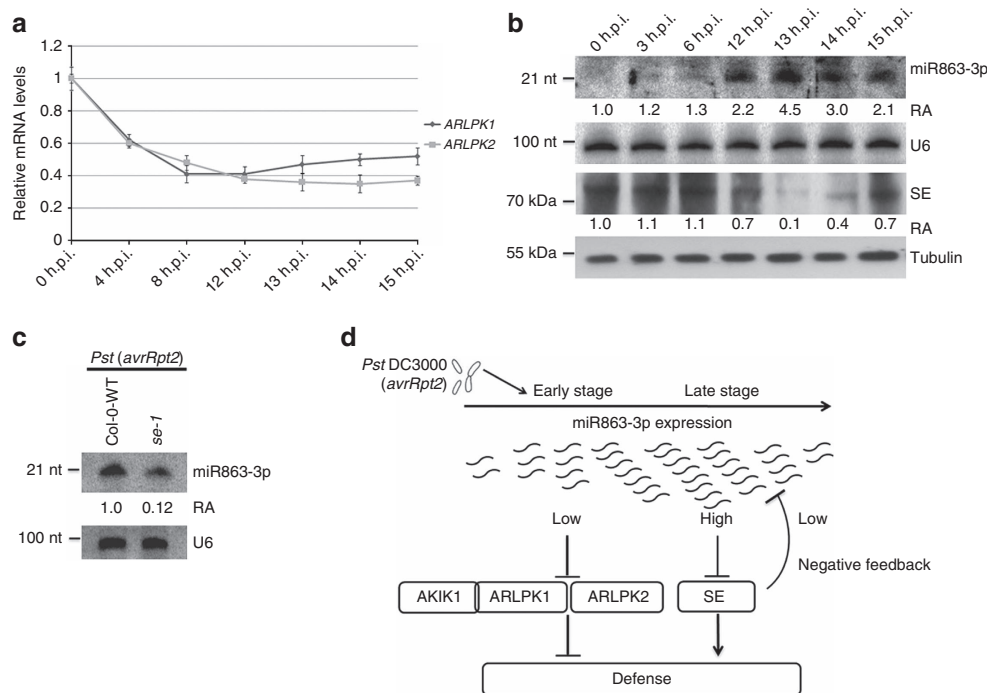 a
1.2
1
0.8
0.6
0.4
0.2
0
Relative mRNA levels
0 h.p.i.
4 h.p.i.
8 h.p.i.
12 h.p.i.
13 h.p.i.
14 h.p.i.
15 h.p.i.
ARLPK1
ARLPK2
b
0 h.p.i.
3 h.p.i.
6 h.p.i.
12 h.p.i.
13 h.p.i.
14 h.p.i.
15 h.p.i.
21 nt
miR863-3p
1.0 1.2 1.3 2.2 4.5 3.0 2.1 RA
100 nt
U6
70 kDa
SE
1.0 1.1 1.1 0.7 0.1 0.4 0.7 RA
55 kDa
Tubulin
c
Pst (avrRpt2)
Col-0-WT
se-1
21 nt
miR863-3p
1.0 0.12 RA
100 nt
U6
d
Pst DC3000
(avrRpt2)
Early stage
Late stage
miR863-3p expression
Low
High
Low
Negative feedback
AKIK1
ARLPK1
ARLPK2
SE
Defense